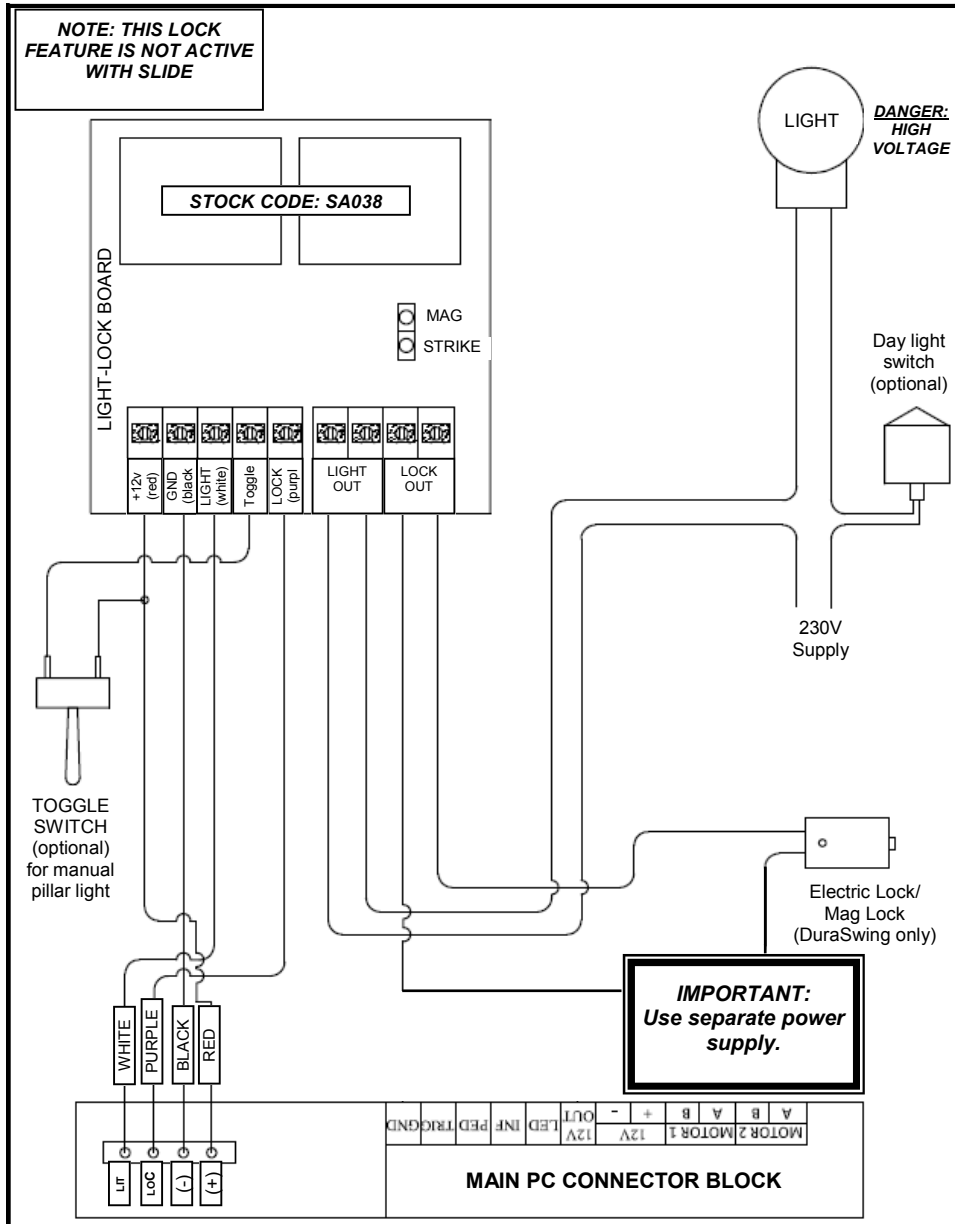 NOTE: THIS LOCK
FEATURE IS NOT ACTIVE
WITH SLIDE
LIGHT
DANGER:
HIGH
VOLTAGE
STOCK CODE: SA038
LIGHT-LOCK BOARD
MAG
STRIKE
Day light
switch
(optional)
+12v
(red)
GND
(black
LIGHT
(white)
Toggle
LOCK
(purpl
LIGHT
OUT
LOCK
OUT
230V
Supply
TOGGLE
SWITCH
(optional)
for manual
pillar light
Electric Lock/
Mag Lock
(DuraSwing only)
IMPORTANT:
Use separate power
supply.
WHITE
PURPLE
BLACK
RED
LIT
LOC
(-)
(+)
GND
TRIG
PED
INF
LED
12V
OUT
12V
-
+
MOTOR 1
B
A
MOTOR 2
B
A
MAIN PC CONNECTOR BLOCK